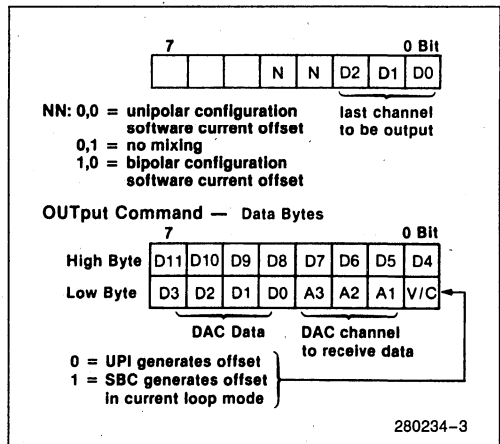 7 0 Bit
N N D2 D1 D0
NN: 0,0 = unipolar configuration
software current offset
0,1 = no mixing
1,0 = bipolar configuration
software current offset
last channel
to be output
OUTput Command — Data Bytes
7 0 Bit
High Byte D11 D10 D9 D8 D7 D6 D5 D4
Low Byte D3 D2 D1 D0 A3 A2 A1 V/C
DAC Data
DAC channel
to receive data
0 = UPI generates offset
1 = SBC generates offset
in current loop mode
280234-3